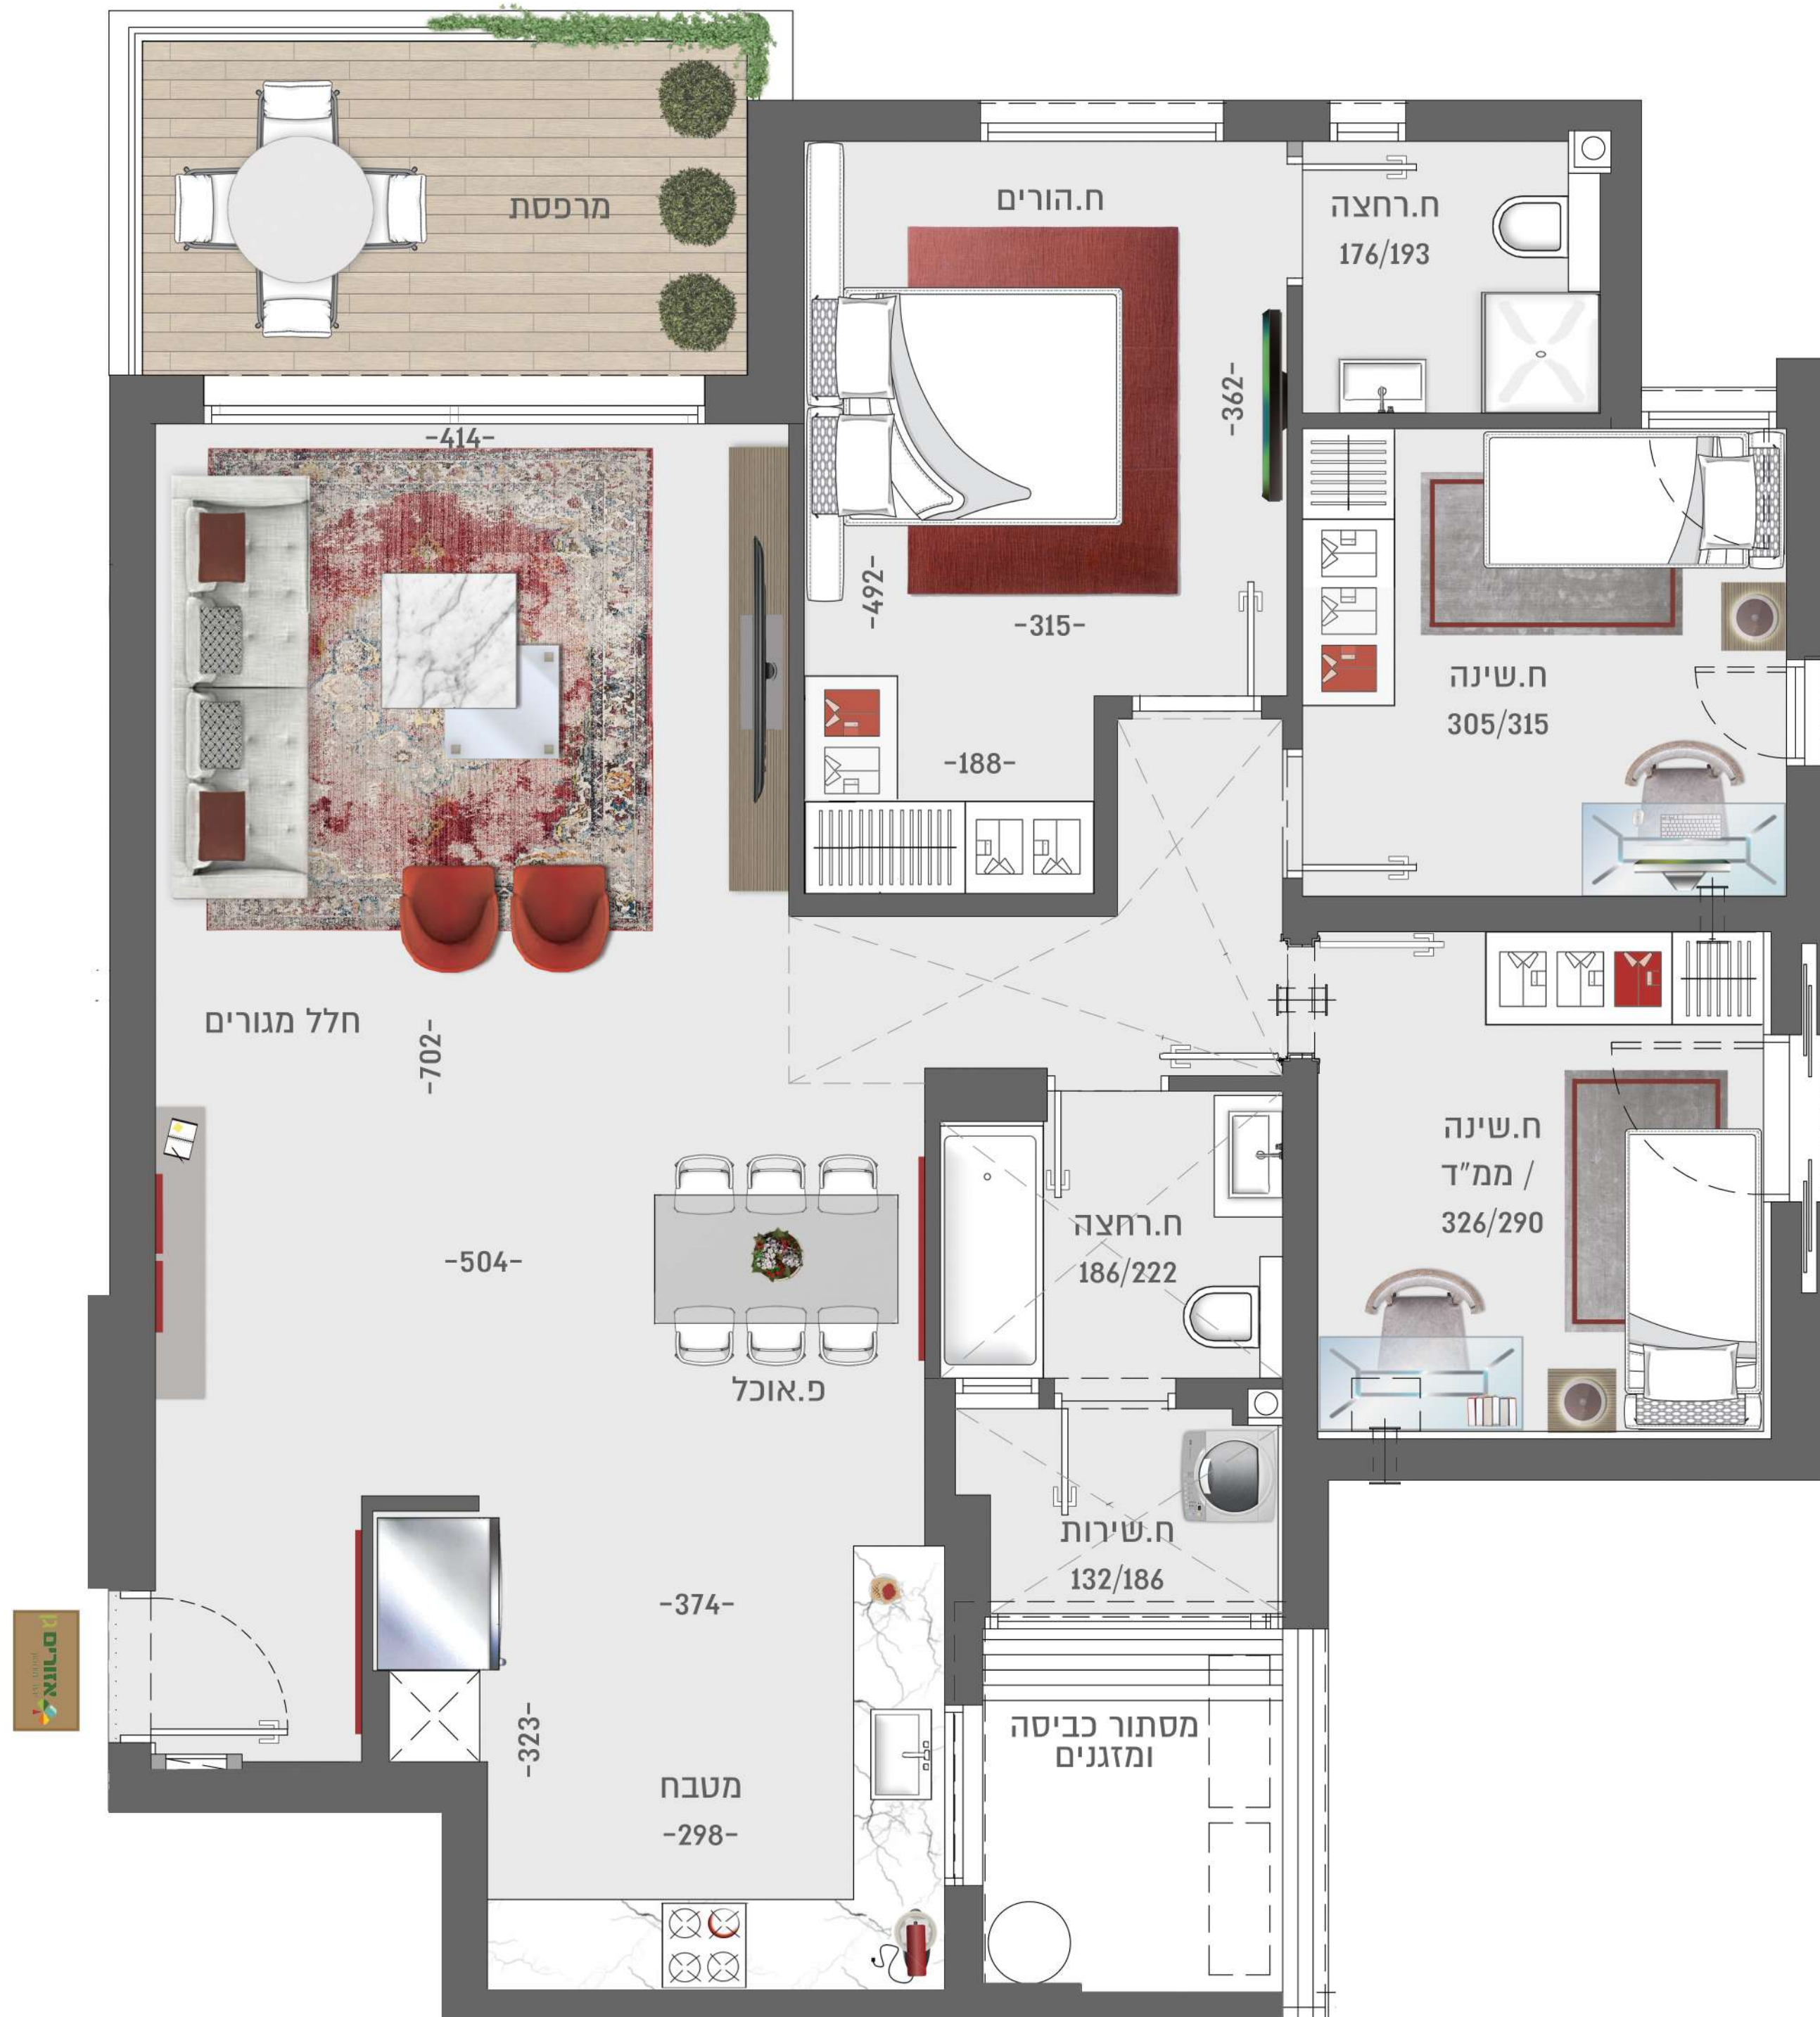 מרפסת
ח.הורים
ח.רחצה
176/193
-414-
-362-
-492-
-315-
-188-
ח.שינה
305/315
חלל מגורים
-702-
ח.שינה
/ ממ"ד
326/290
ח.רחצה
186/222
-504-
פ.אוכל
ח.שירות
132/186
-374-
-323-
מטבח
-298-
מסתור כביסה
ומזגנים
גן